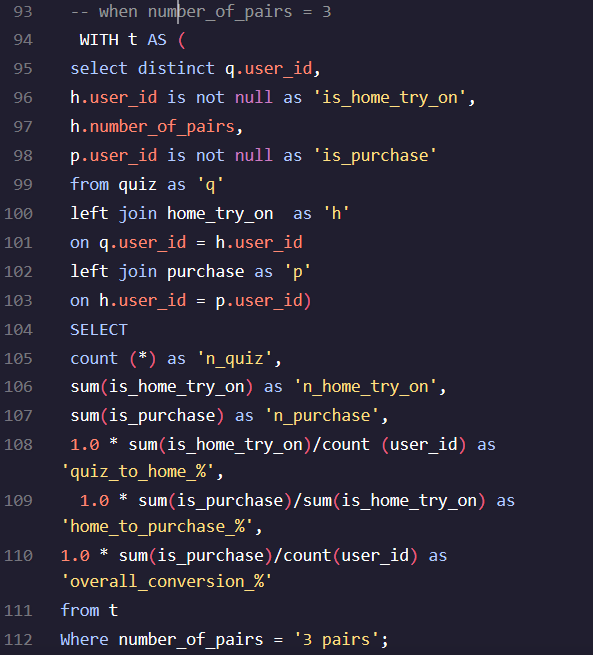 93 -- when number_of_pairs = 3
94 WITH t AS (
95 select distinct q.user_id,
96 h.user_id is not null as 'is_home_try_on',
97 h.number_of_pairs,
98 p.user_id is not null as 'is_purchase'
99 from quiz as 'q'
100 left join home_try_on  as 'h'
101 on q.user_id = h.user_id
102 left join purchase as 'p'
103 on h.user_id = p.user_id)
104 SELECT
105 count (*) as 'n_quiz',
106 sum(is_home_try_on) as 'n_home_try_on',
107 sum(is_purchase) as 'n_purchase',
108 1.0 * sum(is_home_try_on)/count (user_id) as
'quiz_to_home_%',
109 1.0 * sum(is_purchase)/sum(is_home_try_on) as
'home_to_purchase_%',
110 1.0 * sum(is_purchase)/count(user_id) as
'overall_conversion_%'
111 from t
112 Where number_of_pairs = '3 pairs';